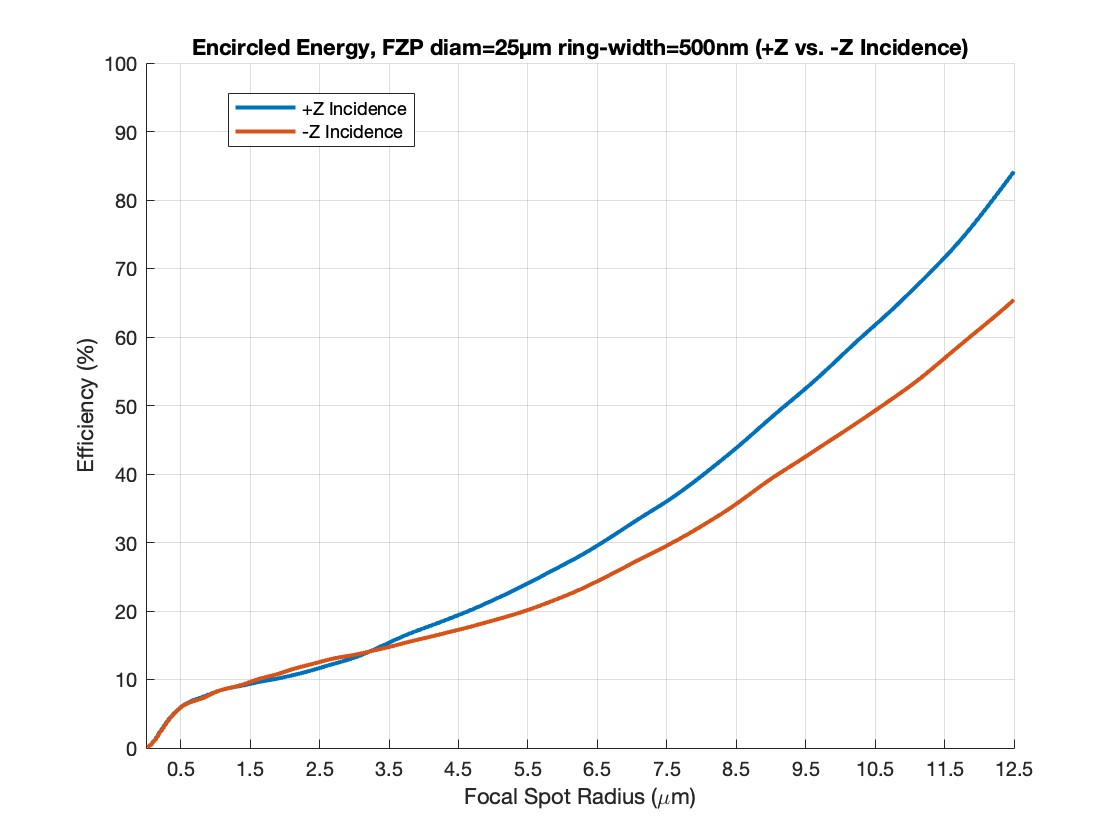 Encircled Energy, FZP diam=25µm ring-width=500nm (+Z vs. -Z Incidence)
+Z Incidence
-Z Incidence
Efficiency (%)
100
90
80
70
60
50
40
30
20
10
0
0.5 1.5 2.5 3.5 4.5 5.5 6.5 7.5 8.5 9.5 10.5 11.5 12.5
Focal Spot Radius (μm)